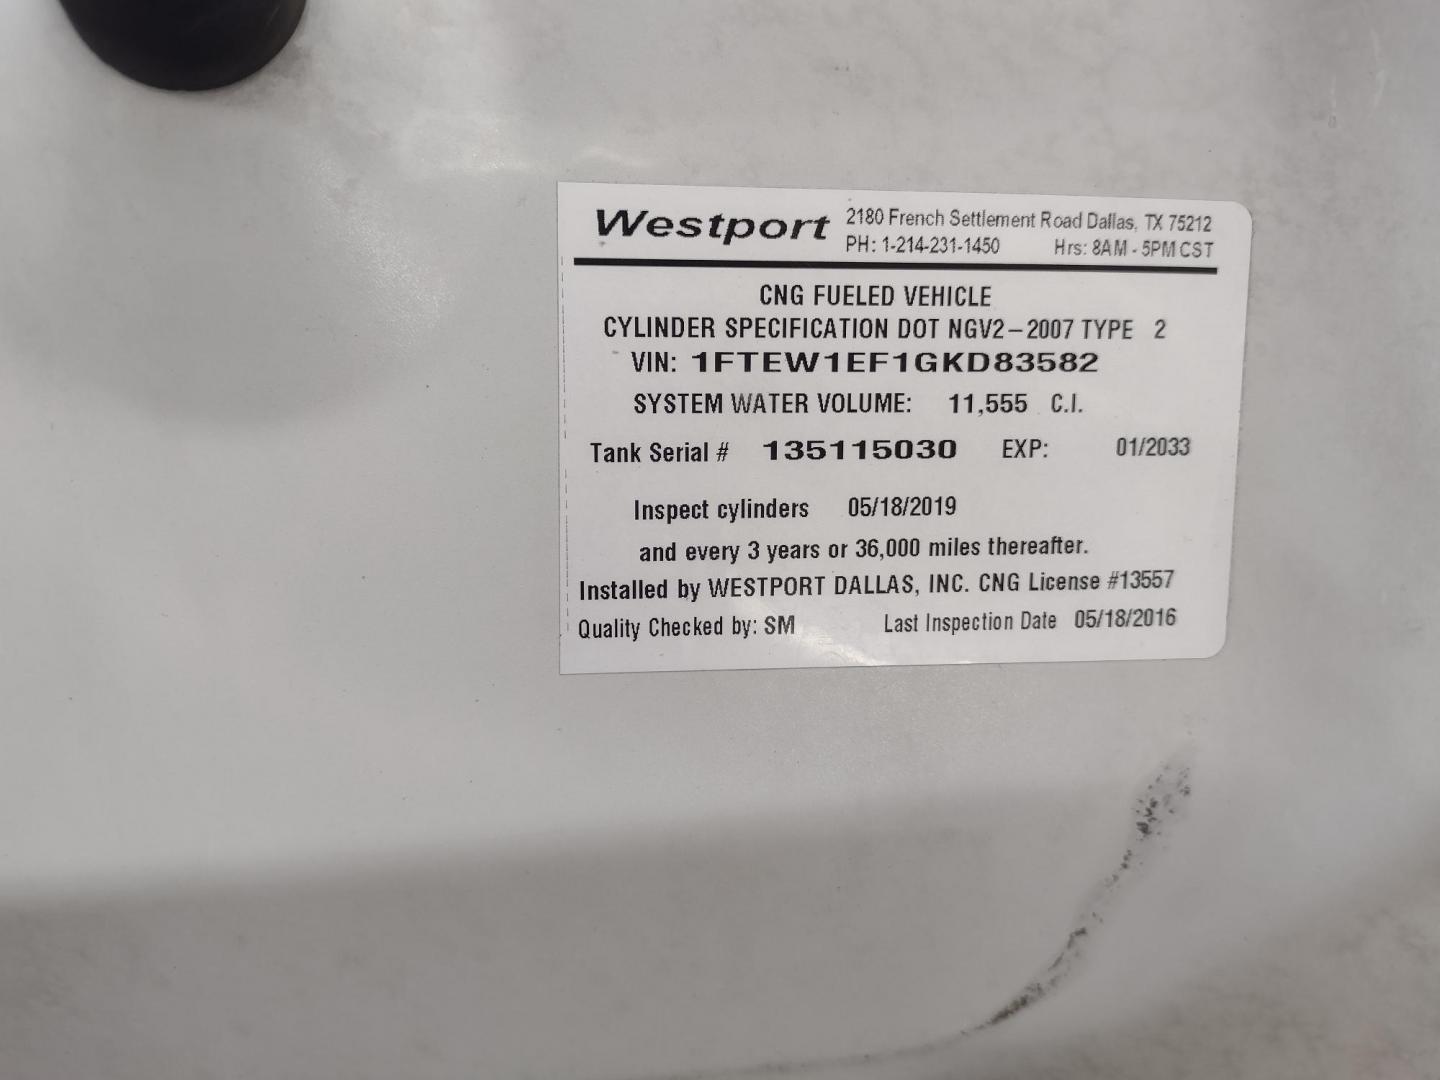 Westport 2180 French Settlement Road Dallas, TX 75212
PH: 1-214-231-1450 Hrs: 8AM - 5PM CST
CNG FUELED VEHICLE
CYLINDER SPECIFICATION DOT NGV2-2007 TYPE 2
VIN: 1FTEW1EF1GKD83582
SYSTEM WATER VOLUME: 11,555 C.I.
Tank Serial # 135115030 EXP: 01/2033
Inspect cylinders 05/18/2019
and every 3 years or 36,000 miles thereafter.
Installed by WESTPORT DALLAS, INC. CNG License #13557
Quality Checked by: SM Last Inspection Date 05/18/2016